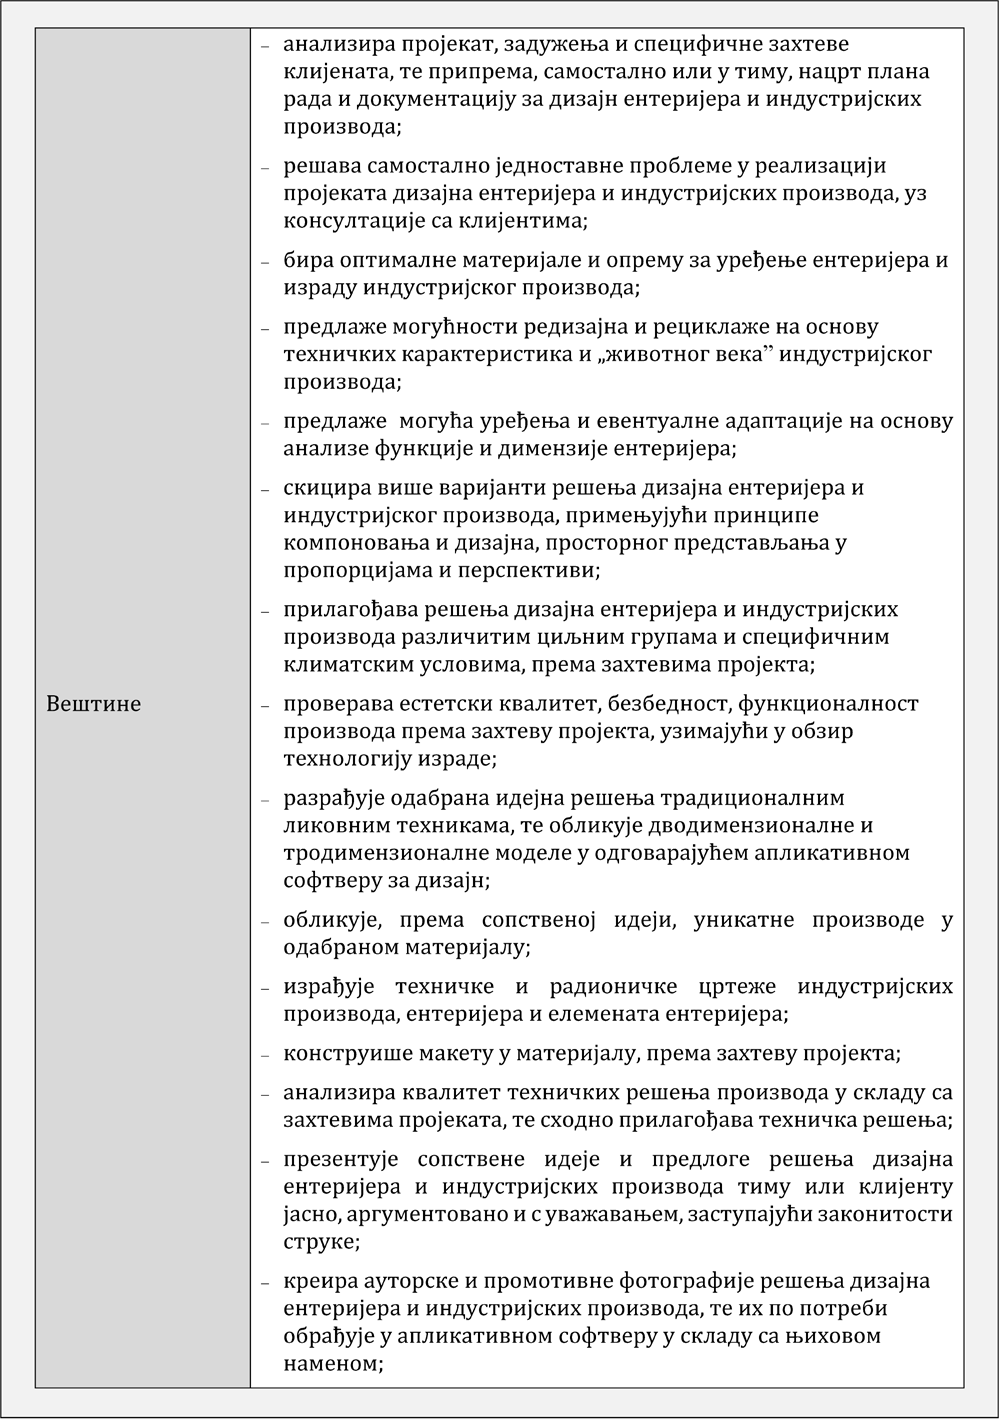 – анализира пројекат, задужења и специфичне захтеве
клијената, те припрема, самостално или у тиму, нацрт плана
рада и документацију за дизајн ентеријера и индустријских
производа;
– решава самостално једноставне проблеме у реализацији
пројеката дизајна ентеријера и индустријских производа, уз
консултације са клијентима;
– бира оптималне материјале и опрему за уређење ентеријера и
израду индустријског производа;
– предлаже могућности редизајна и рециклаже на основу
техничких карактеристика и „животног века” индустријског
производа;
– предлаже  могућа уређења и евентуалне адаптације на основу
анализе функције и димензије ентеријера;
– скицира више варијанти решења дизајна ентеријера и
индустријског производа, примењујући принципе
компоновања и дизајна, просторног представљања у
пропорцијама и перспективи;
– прилагођава решења дизајна ентеријера и индустријских
производа различитим циљним групама и специфичним
климатским условима, према захтевима пројекта;
Вештине
– проверава естетски квалитет, безбедност, функционалност
производа према захтеву пројекта, узимајући у обзир
технологију израде;
– разрађује одабрана идејна решења традиционалним
ликовним техникама, те обликује дводимензионалне и
тродимензионалне моделе у одговарајућем апликативном
софтверу за дизајн;
– обликује, према сопственој идеји, уникатне производе у
одабраном материјалу;
– израђује техничке и радионичке цртеже индустријских
производа, ентеријера и елемената ентеријера;
– конструише макету у материјалу, према захтеву пројекта;
– анализира квалитет техничких решења производа у складу са
захтевима пројеката, те сходно прилагођава техничка решења;
– презентује сопствене идеје и предлоге решења дизајна
ентеријера и индустријских производа тиму или клијенту
јасно, аргументовано и с уважавањем, заступајући законитости
струке;
– креира ауторске и промотивне фотографије решења дизајна
ентеријера и индустријских производа, те их по потреби
обрађује у апликативном софтверу у складу са њиховом
наменом;